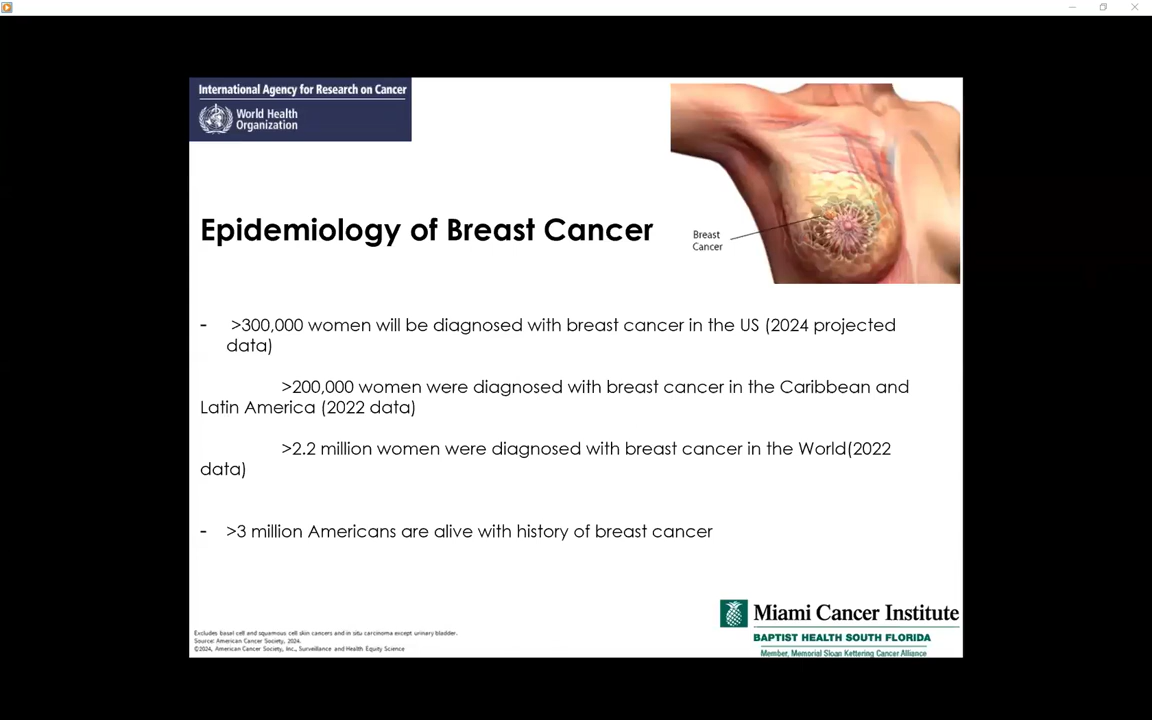 International Agency for Research on Cancer
World Health
Organization
Epidemiology of Breast Cancer
Breast
Cancer
- >300,000 women will be diagnosed with breast cancer in the US (2024 projected
data)
>200,000 women were diagnosed with breast cancer in the Caribbean and
Latin America (2022 data)
>2.2 million women were diagnosed with breast cancer in the World(2022
data)
- >3 million Americans are alive with history of breast cancer
Excludes basal cell and squamous cell skin cancers and in situ carcinoma except urinary bladder.
Source: American Cancer Society, 2024.
©2024, American Cancer Society, Inc., Surveillance and Health Equity Science
Miami Cancer Institute
BAPTIST HEALTH SOUTH FLORIDA
Member, Memorial Sloan Kettering Cancer Alliance